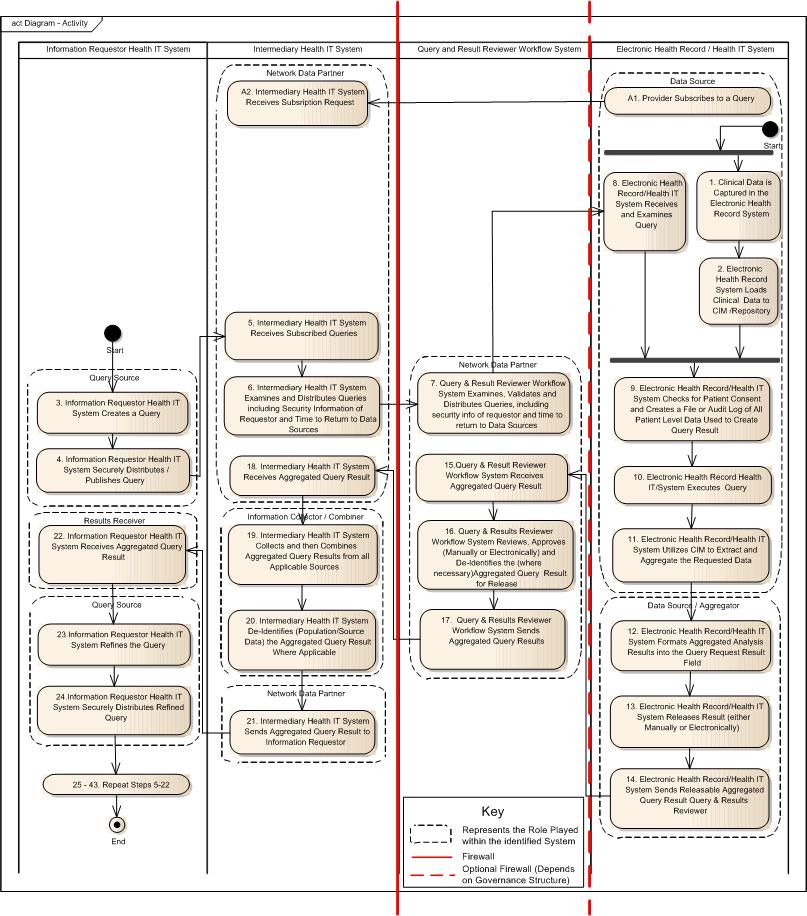 act Diagram - Activity
Information Requestor Health IT System
Intermediary Health IT System
Query and Result Reviewer Workflow System
Electronic Health Record / Health IT System
Network Data Partner
A2. Intermediary Health IT System
Receives Subsription Request
Data Source
A1. Provider Subscribes to a Query
Start
8. Electronic Health
Record/Health IT
System Receives
and Examines
Query
1. Clinical Data is
Captured in the
Electronic Health
Record System
2. Electronic
Health Record
System Loads
Clinical Data to
CIM /Repository
Start
Query Source
3. Information Requestor Health IT
System Creates a Query
4. Information Requestor Health IT
System Securely Distributes /
Publishes Query
5. Intermediary Health IT System
Receives Subscribed Queries
6. Intermediary Health IT System
Examines and Distributes Queries
including Security Information of
Requestor and Time to Return to Data
Sources
Network Data Partner
7. Query & Result Reviewer Workflow
System Examines, Validates and
Distributes Queries, including
security info of requestor and time to
return to Data Sources
9. Electronic Health Record/Health IT
System Checks for Patient Consent
and Creates a File or Audit Log of All
Patient Level Data Used to Create
Query Result
10. Electronic Health Record Health
IT/System Executes Query
11. Electronic Health Record/Health IT
System Utilizes CIM to Extract and
Aggregate the Requested Data
15.Query & Result Reviewer
Workflow System Receives
Aggregated Query Result
16. Query & Results Reviewer
Workflow System Reviews, Approves
(Manually or Electronically) and
De-Identifies the (where
necessary)Aggregated Query Result
for Release
17. Query & Results Reviewer
Workflow System Sends
Aggregated Query Results
18. Intermediary Health IT System
Receives Aggregated Query Result
Information Collector / Combiner
19. Intermediary Health IT System
Collects and then Combines
Aggregated Query Results from all
Applicable Sources
20. Intermediary Health IT System
De-Identifies (Population/Source
Data) the Aggregated Query Result
Where Applicable
Network Data Partner
21. Intermediary Health IT System
Sends Aggregated Query Result to
Information Requestor
Results Receiver
22. Information Requestor Health IT
System Receives Aggregated Query
Result
Query Source
23.Information Requestor Health IT
System Refines the Query
24.Information Requestor Health IT
System Securely Distributes Refined
Query
25 - 43. Repeat Steps 5-22
End
Data Source / Aggregator
12. Electronic Health Record/Health IT
System Formats Aggregated Analysis
Results into the Query Request Result
Field
13. Electronic Health Record/Health IT
System Releases Result (either
Manually or Electronically)
14. Electronic Health Record/Health IT
System Sends Releasable Aggregated
Query Result Query & Results
Reviewer
Key
Represents the Role Played
within the identified System
Firewall
Optional Firewall (Depends
on Governance Structure)